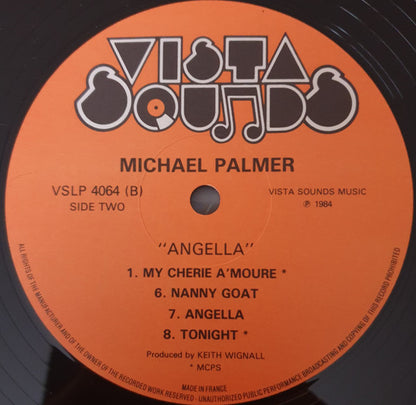 VISTA
SOUNDS
MICHAEL PALMER
VSLP 4064 (B)
SIDE TWO
VISTA SOUNDS MUSIC
℗ 1984
"ANGELLA"
1. MY CHERIE A'MOURE *
6. NANNY GOAT
7. ANGELLA
8. TONIGHT *
Produced by KEITH WIGNALL
* MCPS
MADE IN FRANCE
ALL RIGHTS OF THE MANUFACTURER AND OF THE OWNER OF THE RECORDED WORK RESERVED - UNAUTHORIZED PUBLIC PERFORMANCE BROADCASTING AND COPYING OF THIS RECORD PROHIBITED